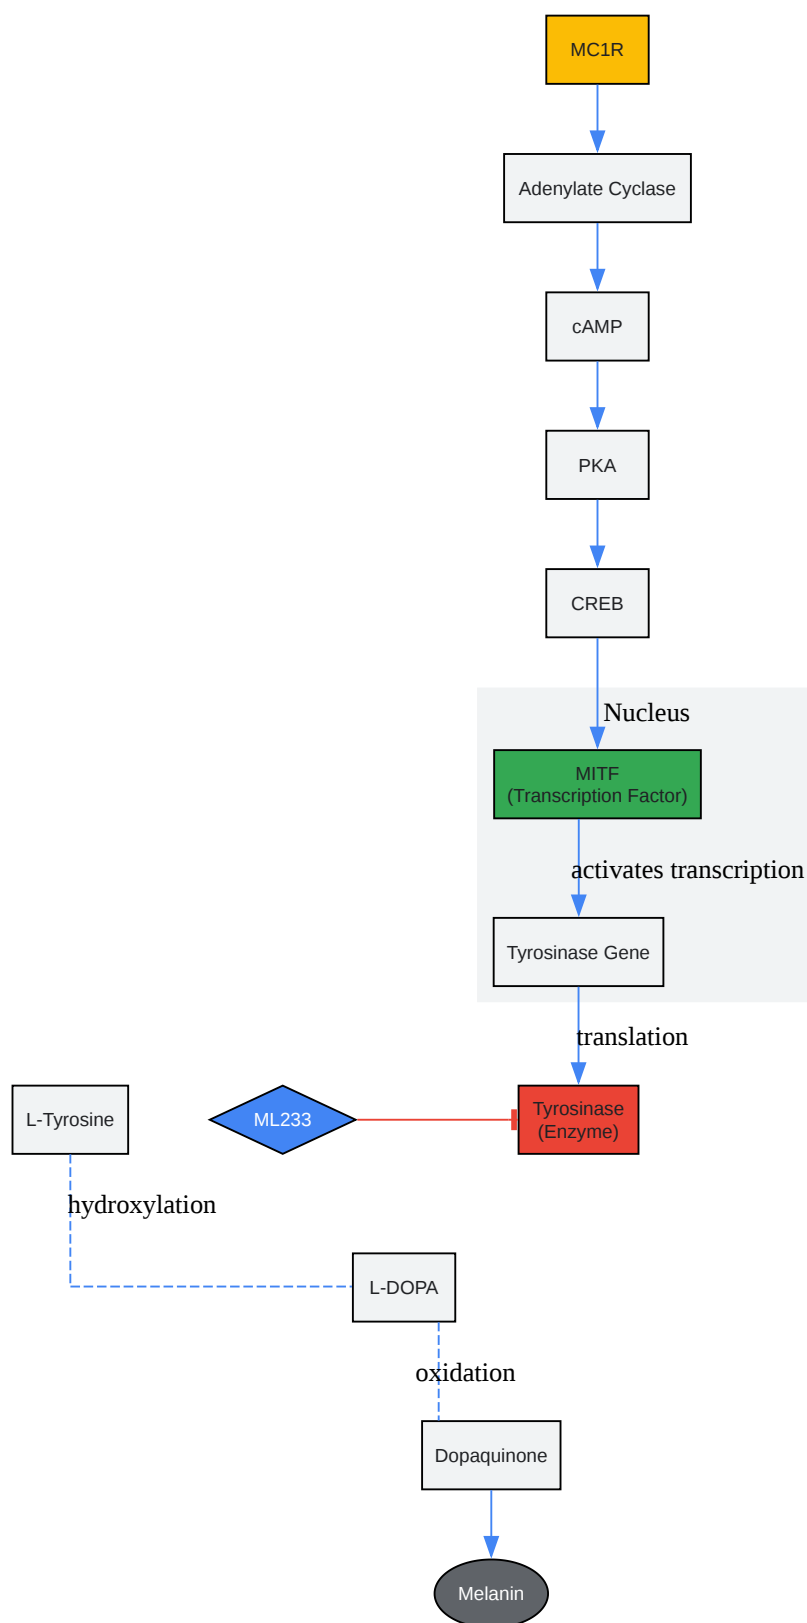 MC1R
Adenylate Cyclase
cAMP
PKA
CREB
Nucleus
MITF
(Transcription Factor)
activates transcription
Tyrosinase Gene
translation
L-Tyrosine
ML233
Tyrosinase
(Enzyme)
hydroxylation
L-DOPA
oxidation
Dopaquinone
Melanin